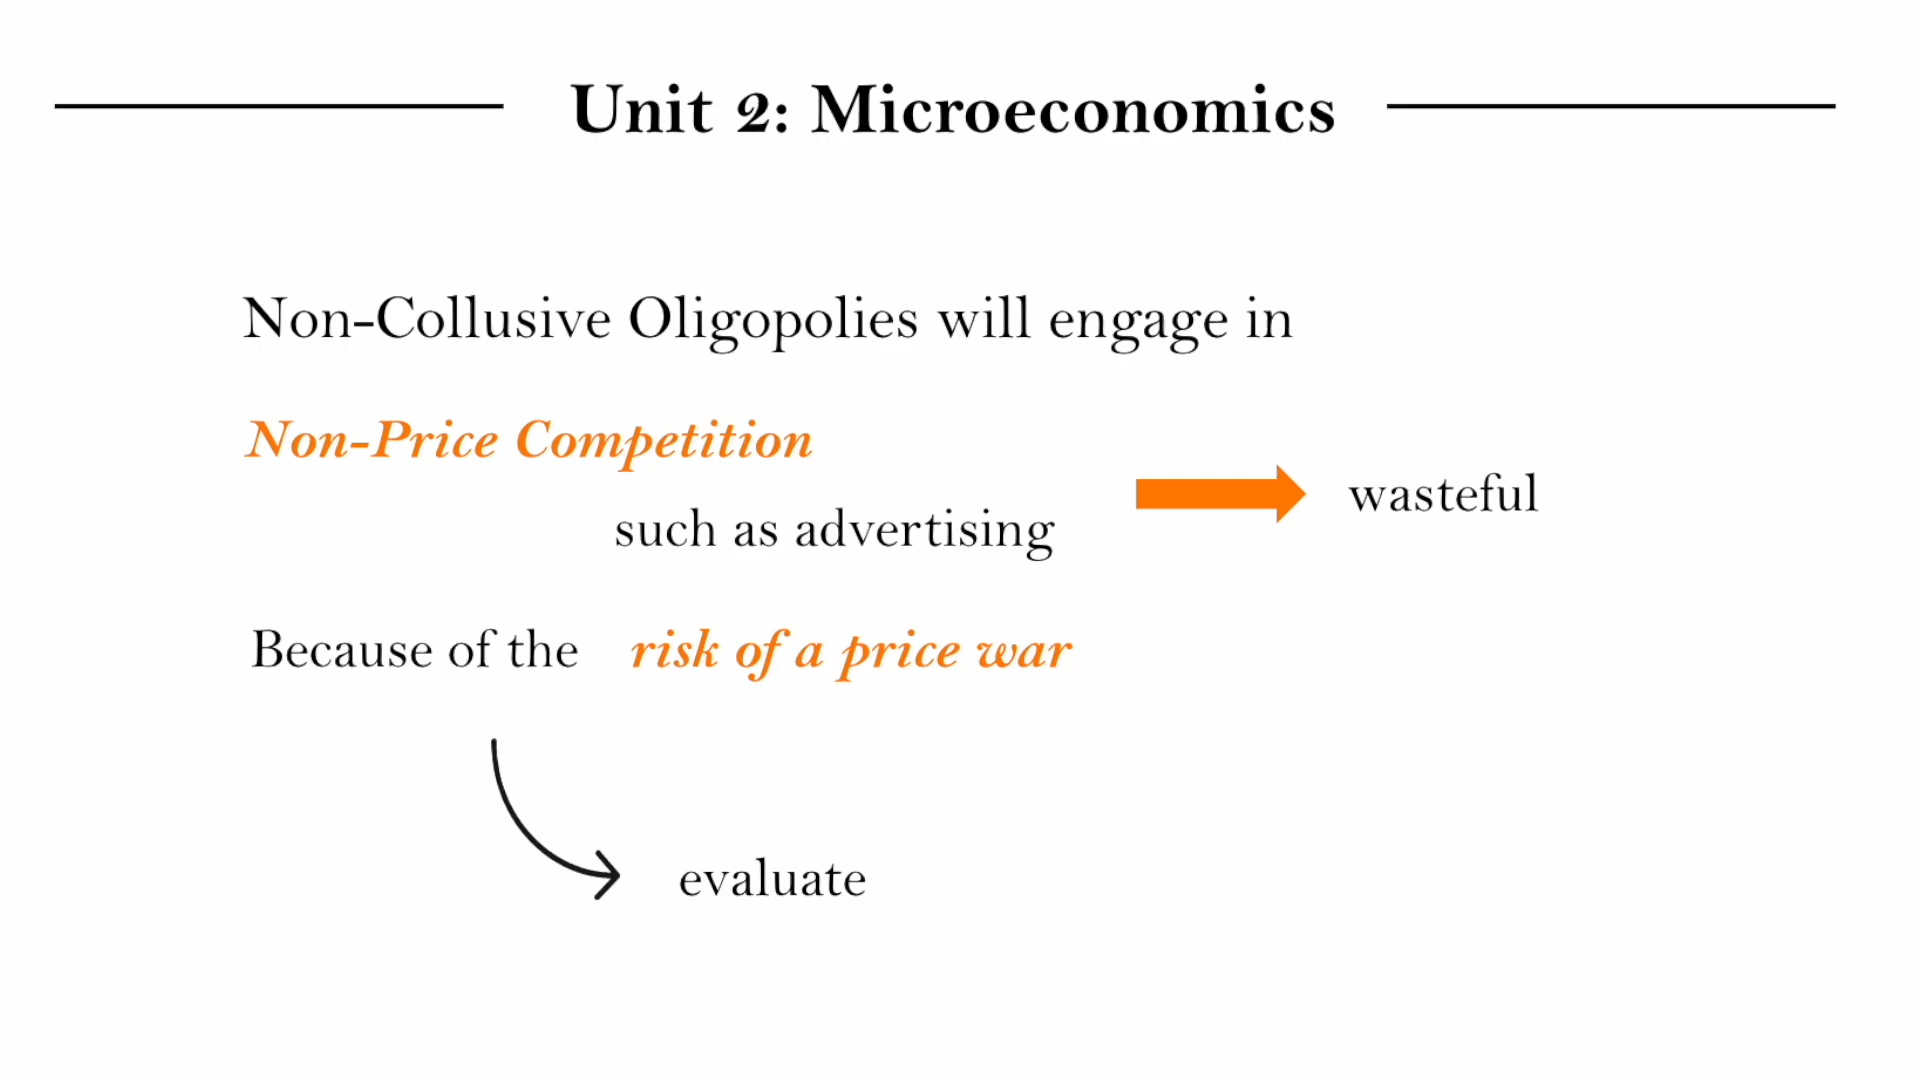 Unit 2: Microeconomics
Non-Collusive Oligopolies will engage in
Non-Price Competition
such as advertising
wasteful
Because of the risk of a price war
evaluate